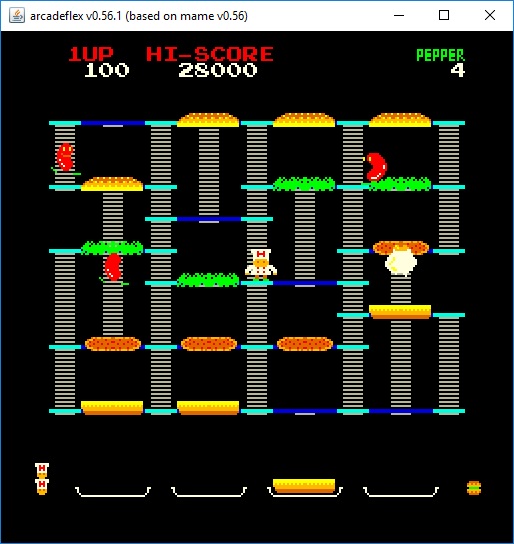 arcadeflex v0.56.1 (based on mame v0.56)
1UP HI-SCORE PEPPER
100 28000 4
H
H
H